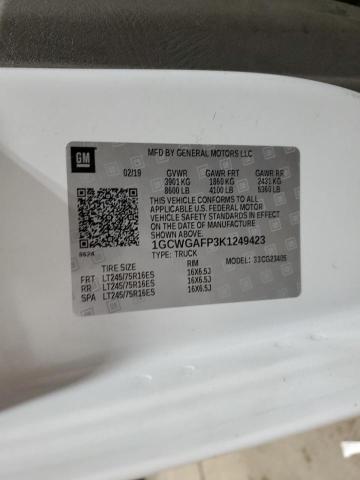 GM
MFD BY GENERAL MOTORS LLC
02/19 GVWR GAWR FRT GAWR RR
3901 KG 1860 KG 2431 KG
8600 LB 4100 LB 5360 LB
THIS VEHICLE CONFORMS TO ALL APPLICABLE
U.S. FEDERAL MOTOR
VEHICLE SAFETY STANDARDS IN EFFECT ON
THE DATE OF MANUFACTURE SHOWN ABOVE.
1GCWGAFP3K1249423
TYPE: TRUCK MODEL: 33CG23405
TIRE SIZE RIM
FRT LT245/75R16ES 16X6.5J
RR LT245/75R16ES 16X6.5J
SPA LT245/75R16ES 16X6.5J